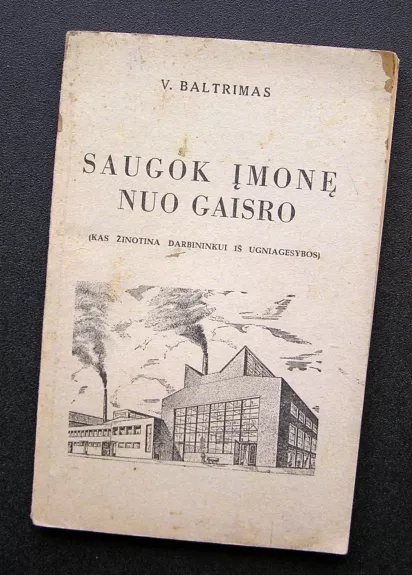 V. BALTRIMAS
SAUGOK ĮMONĘ
NUO GAISRO
(KAS ŽINOTINA DARBININKUI IŠ UGNIAGESYBOS)